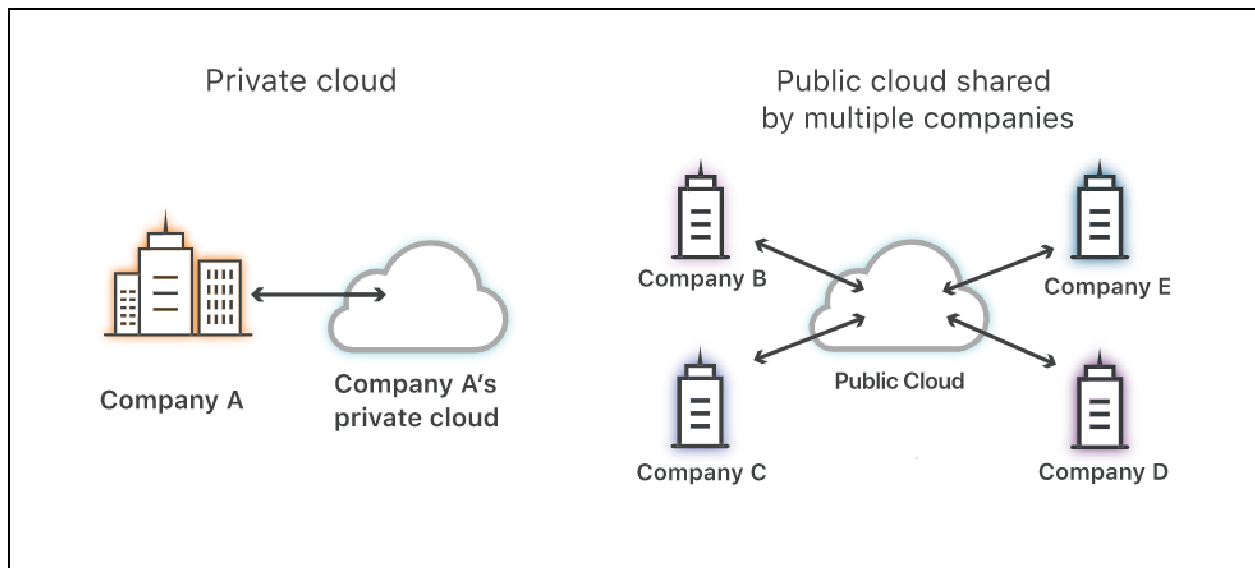 Private cloud
Company A
Company A's
private cloud
Public cloud shared
by multiple companies
Company B
Company E
Public Cloud
Company C
Company D